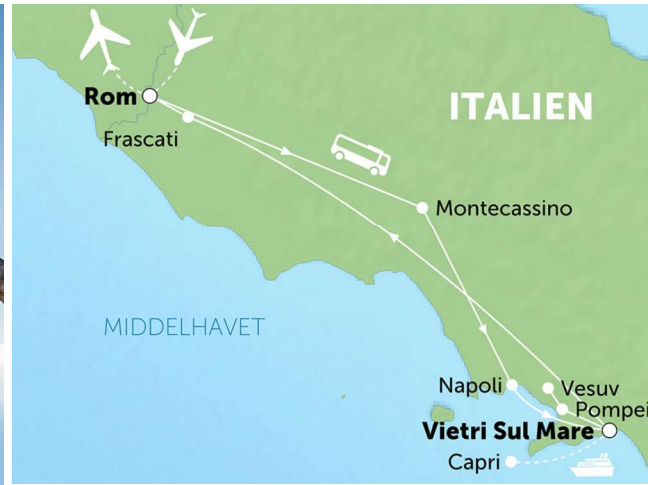 Rom
ITALIEN
Frascati
Montecassino
MIDDELHAVET
Napoli
Vesuv
Pompei
Vietri Sul Mare
Capri